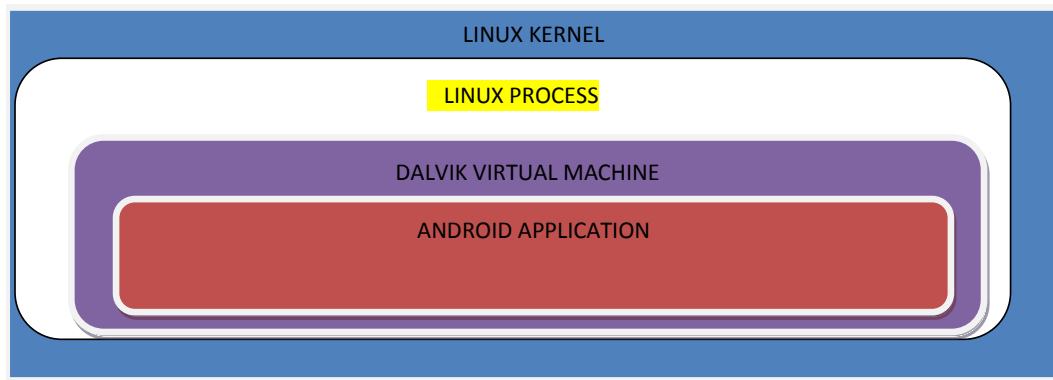 LINUX KERNEL
LINUX PROCESS
DALVIK VIRTUAL MACHINE
ANDROID APPLICATION